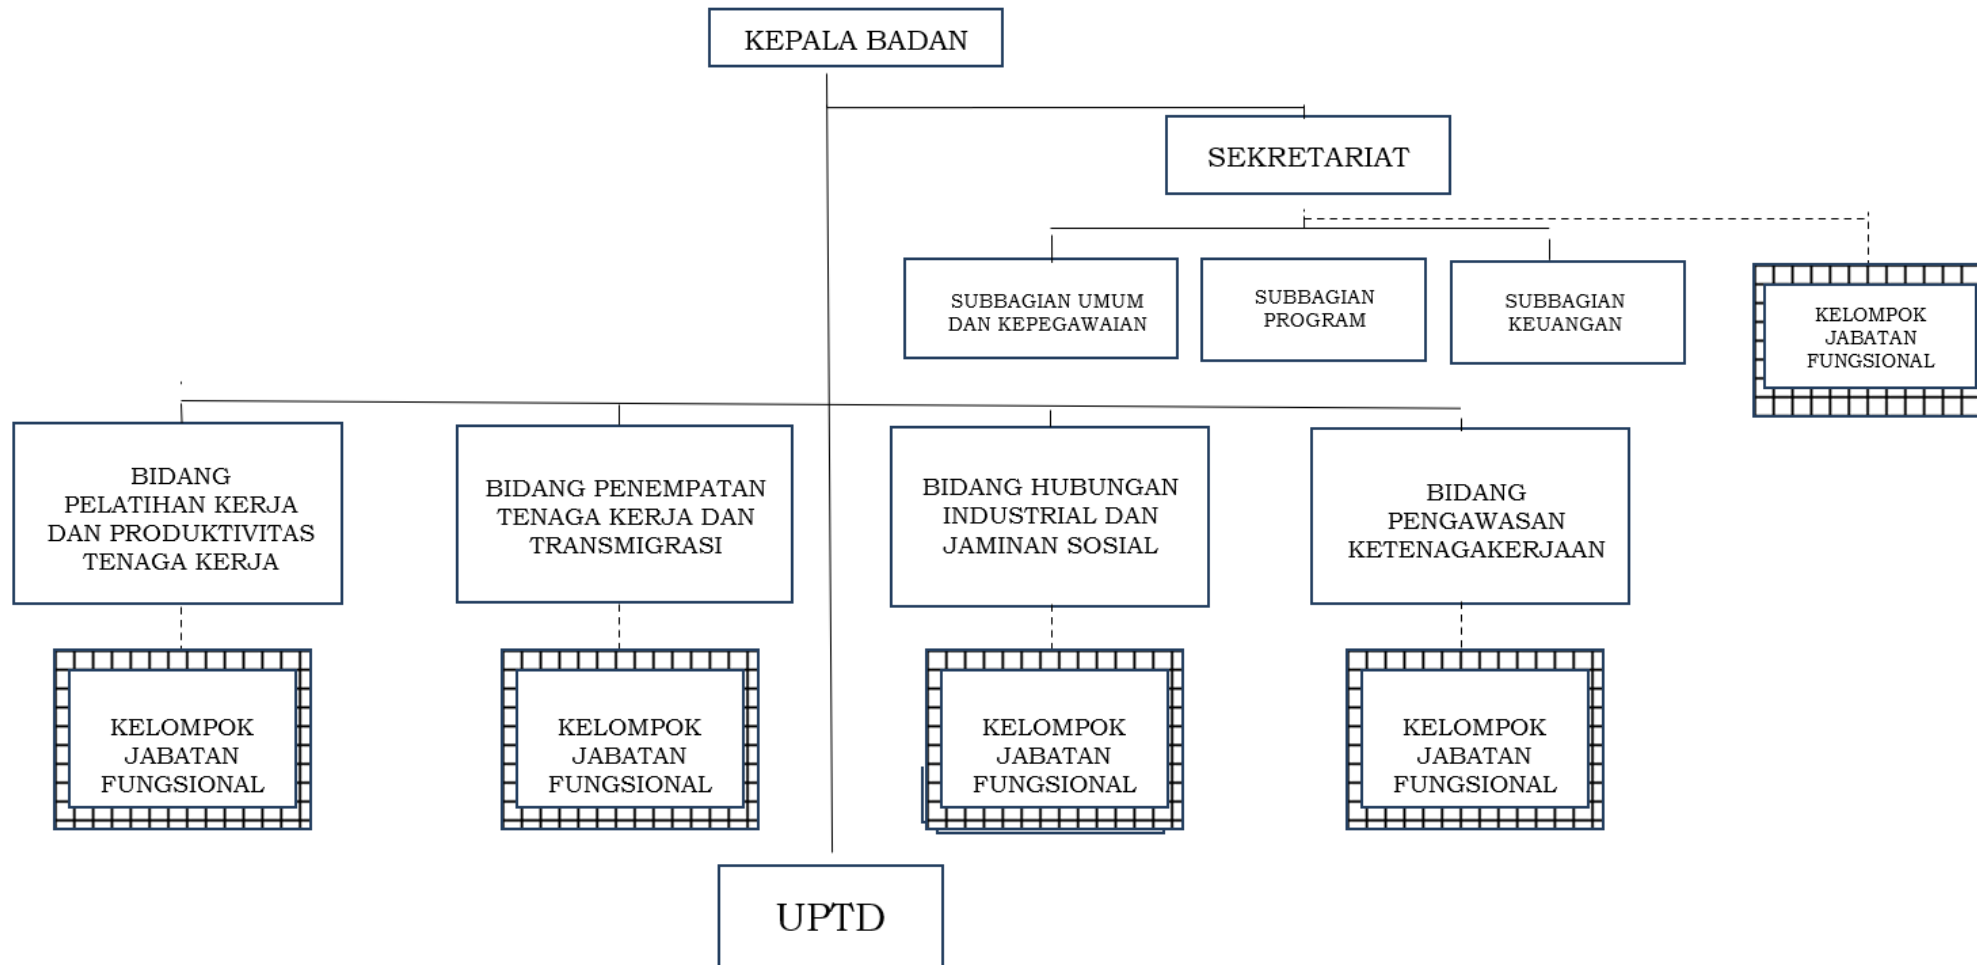 KEPALA BADAN
SEKRETARIAT
SUBBAGIAN UMUM
DAN KEPEGAWAIAN
SUBBAGIAN
PROGRAM
SUBBAGIAN
KEUANGAN
KELOMPOK
JABATAN
FUNGSIONAL
BIDANG
PELATIHAN KERJA
DAN PRODUKTIVITAS
TENAGA KERJA
BIDANG PENEMPATAN
TENAGA KERJA DAN
TRANSMIGRASI
BIDANG HUBUNGAN
INDUSTRIAL DAN
JAMINAN SOSIAL
BIDANG
PENGAWASAN
KETENAGAKERJAAN
KELOMPOK
JABATAN
FUNGSIONAL
KELOMPOK
JABATAN
FUNGSIONAL
KELOMPOK
JABATAN
FUNGSIONAL
KELOMPOK
JABATAN
FUNGSIONAL
UPTD